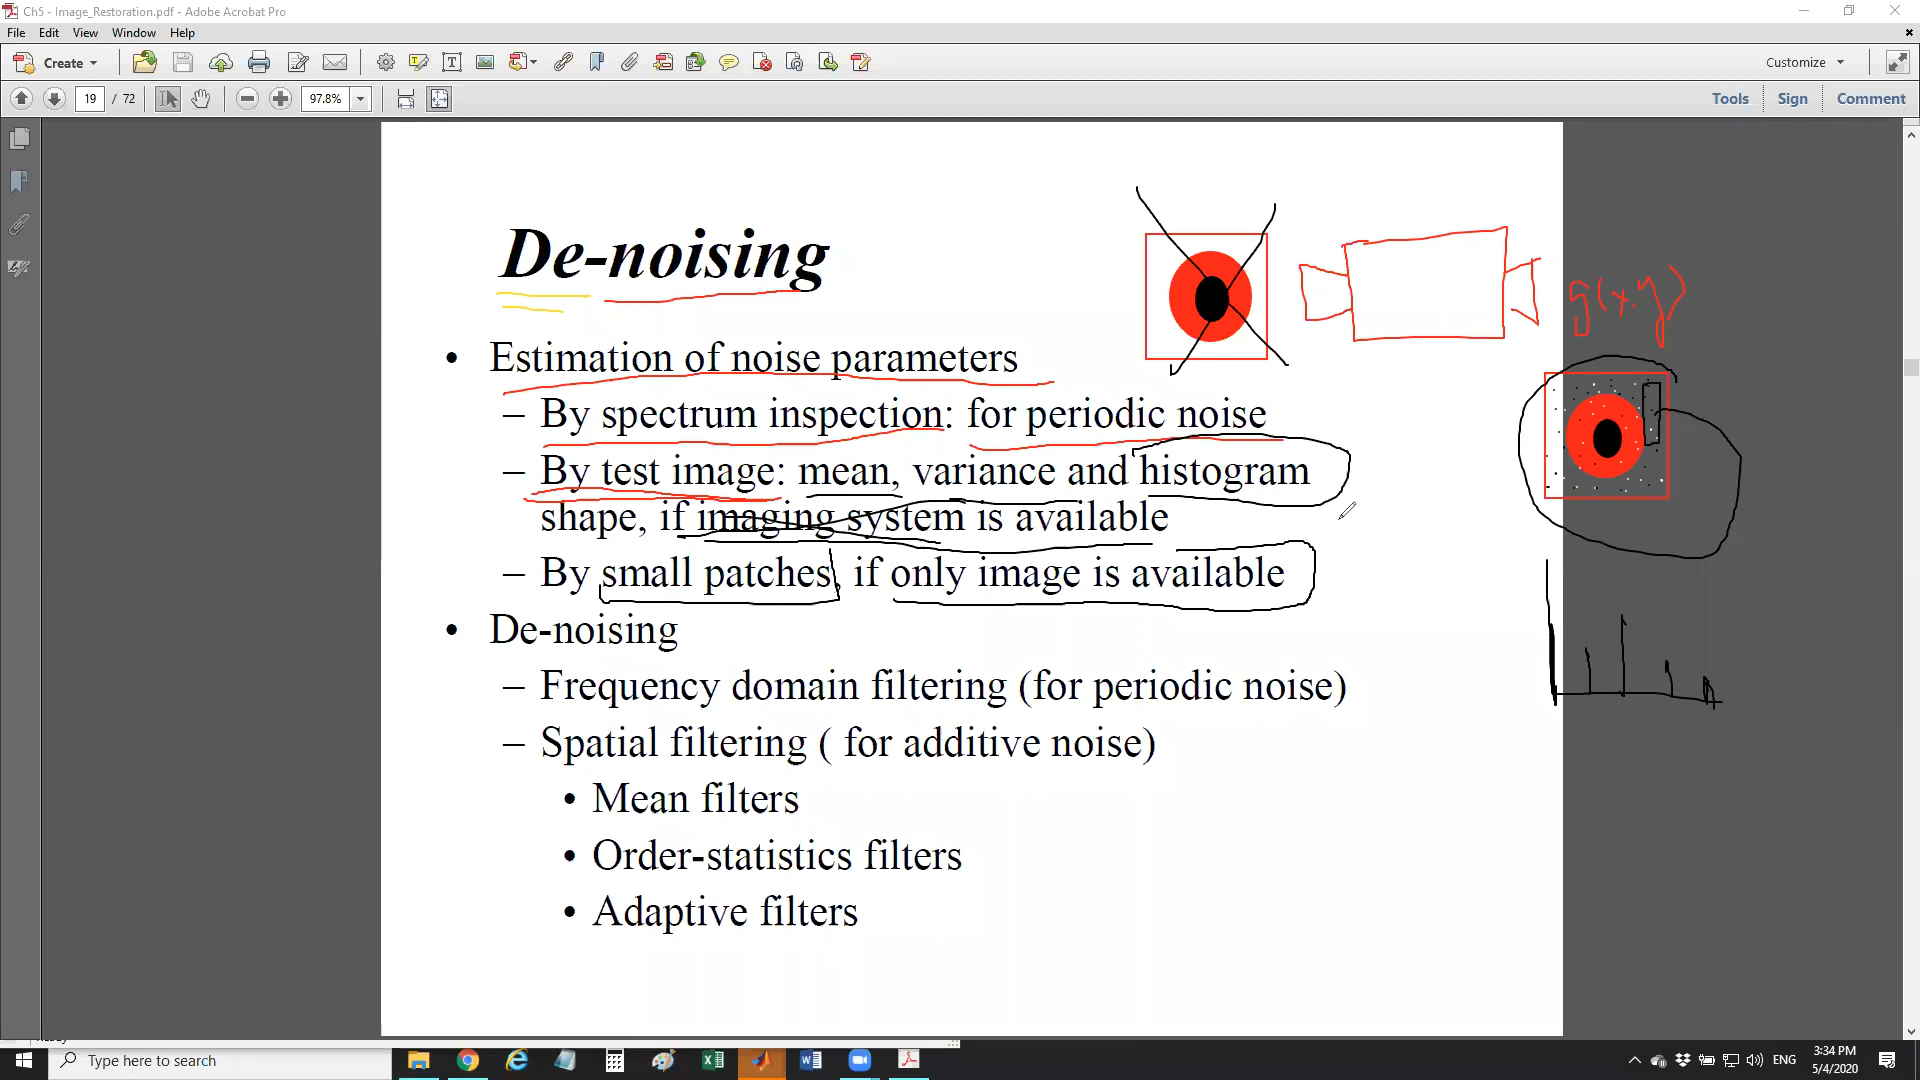 Ch5 - Image_Restoration.pdf - Adobe Acrobat Pro
File Edit View Window Help
Create
Customize
19 / 72
97.8%
Tools Sign Comment
De-noising
g(x,y)
• Estimation of noise parameters
– By spectrum inspection: for periodic noise
– By test image: mean, variance and histogram
shape, if imaging system is available
– By small patches, if only image is available
• De-noising
– Frequency domain filtering (for periodic noise)
– Spatial filtering ( for additive noise)
• Mean filters
• Order-statistics filters
• Adaptive filters
Type here to search
ENG
3:34 PM
5/4/2020